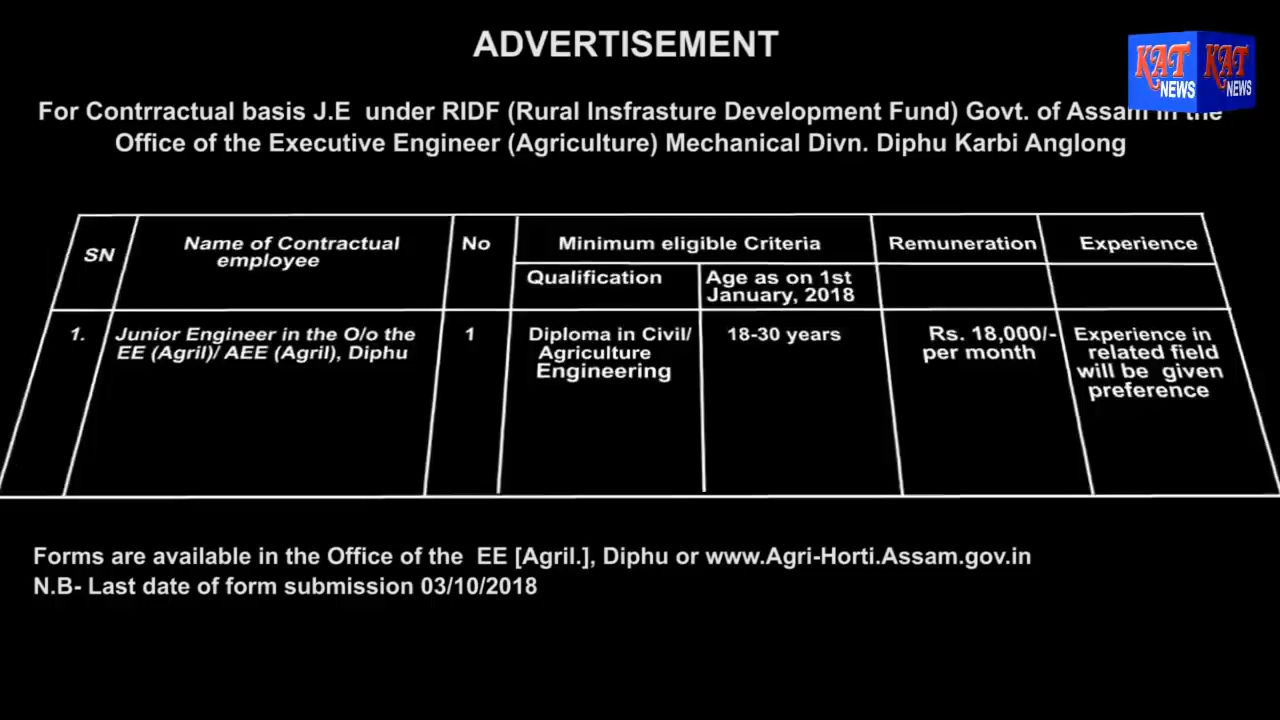 ADVERTISEMENT
KAT NEWS KAT NEWS
For Contrractual basis J.E under RIDF (Rural Insfrasture Development Fund) Govt. of Assam in the
Office of the Executive Engineer (Agriculture) Mechanical Divn. Diphu Karbi Anglong
SN
Name of Contractual
employee
No
Minimum eligible Criteria
Remuneration
Experience
Qualification
Age as on 1st
January, 2018
1.
Junior Engineer in the O/o the
EE (Agril)/ AEE (Agril), Diphu
1
Diploma in Civil/
Agriculture
Engineering
18-30 years
Rs. 18,000/-
per month
Experience in
related field
will be given
preference
Forms are available in the Office of the EE [Agril.], Diphu or www.Agri-Horti.Assam.gov.in
N.B- Last date of form submission 03/10/2018